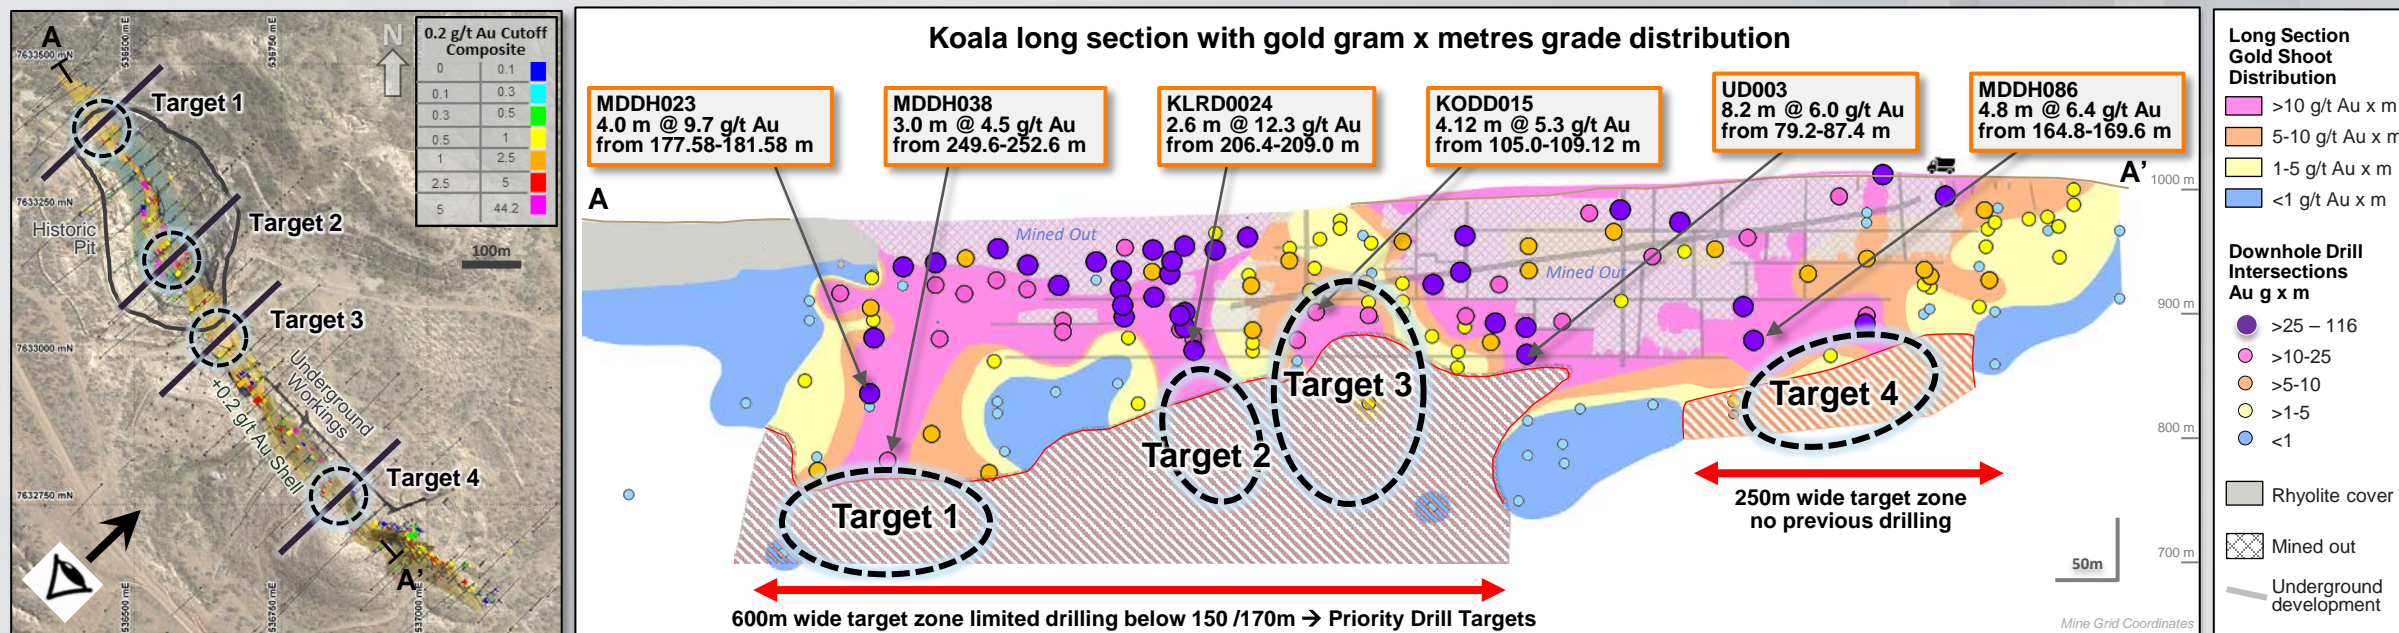 A
7633500 mN
536500 mE
536750 mE
N
0.2 g/t Au Cutoff
Composite
0 0.1
0.1 0.3
0.3 0.5
0.5 1
1 2.5
2.5 5
5 44.2
Target 1
7633250 mN
Historic
Pit
Target 2
100m
Target 3
7633000 mN
Underground
Workings
+0.2 g/t Au Shell
Target 4
7632750 mN
A'
536500 mE
536750 mE
537000 mE
Koala long section with gold gram x metres grade distribution
MDDH023
4.0 m @ 9.7 g/t Au
from 177.58-181.58 m
MDDH038
3.0 m @ 4.5 g/t Au
from 249.6-252.6 m
KLRD0024
2.6 m @ 12.3 g/t Au
from 206.4-209.0 m
KODD015
4.12 m @ 5.3 g/t Au
from 105.0-109.12 m
UD003
8.2 m @ 6.0 g/t Au
from 79.2-87.4 m
MDDH086
4.8 m @ 6.4 g/t Au
from 164.8-169.6 m
A
A'
1000 m
Mined Out
Mined Out
900 m
Target 3
Target 4
800 m
Target 2
Target 1
250m wide target zone
no previous drilling
700 m
50m
600m wide target zone limited drilling below 150 /170m → Priority Drill Targets
Mine Grid Coordinates
Long Section
Gold Shoot
Distribution
>10 g/t Au x m
5-10 g/t Au x m
1-5 g/t Au x m
<1 g/t Au x m
Downhole Drill
Intersections
Au g x m
>25 – 116
>10-25
>5-10
>1-5
<1
Rhyolite cover
Mined out
Underground
development